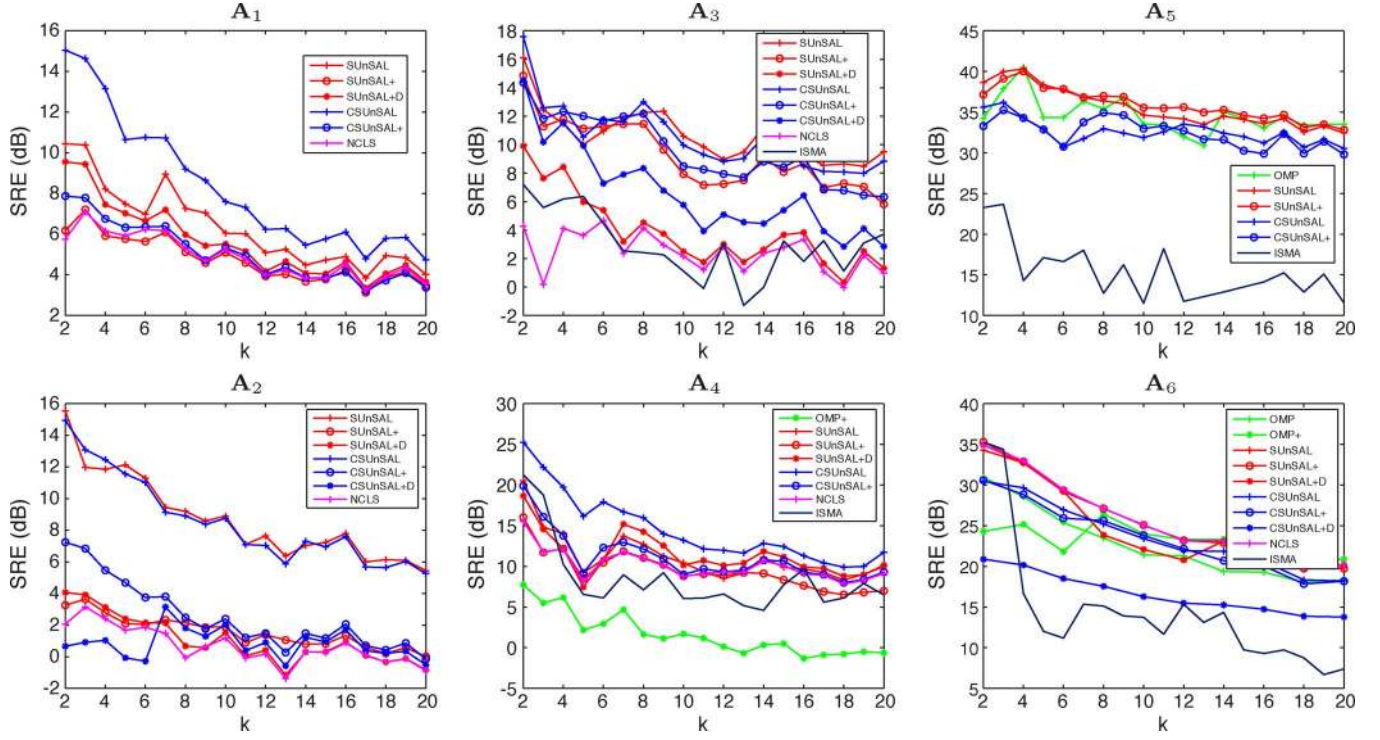 A1
SRE (dB)
16
14
12
10
8
6
4
2
SUnSAL
SUnSAL+
SUnSAL+D
CSUnSAL
CSUnSAL+
NCLS
2 4 6 8 10 12 14 16 18 20
k
A3
SRE (dB)
18
16
14
12
10
8
6
4
2
0
-2
SUnSAL
SUnSAL+
SUnSAL+D
CSUnSAL
CSUnSAL+
CSUnSAL+D
NCLS
ISMA
2 4 6 8 10 12 14 16 18 20
k
A5
SRE (dB)
45
40
35
30
25
20
15
10
OMP
SUnSAL
SUnSAL+
CSUnSAL
CSUnSAL+
ISMA
2 4 6 8 10 12 14 16 18 20
k
A2
SRE (dB)
16
14
12
10
8
6
4
2
0
-2
SUnSAL
SUnSAL+
SUnSAL+D
CSUnSAL
CSUnSAL+
CSUnSAL+D
NCLS
2 4 6 8 10 12 14 16 18 20
k
A4
SRE (dB)
30
25
20
15
10
5
0
-5
OMP+
SUnSAL
SUnSAL+
SUnSAL+D
CSUnSAL
CSUnSAL+
NCLS
ISMA
2 4 6 8 10 12 14 16 18 20
k
A6
SRE (dB)
40
35
30
25
20
15
10
5
OMP
OMP+
SUnSAL
SUnSAL+
SUnSAL+D
CSUnSAL
CSUnSAL+
CSUnSAL+D
NCLS
ISMA
2 4 6 8 10 12 14 16 18 20
k